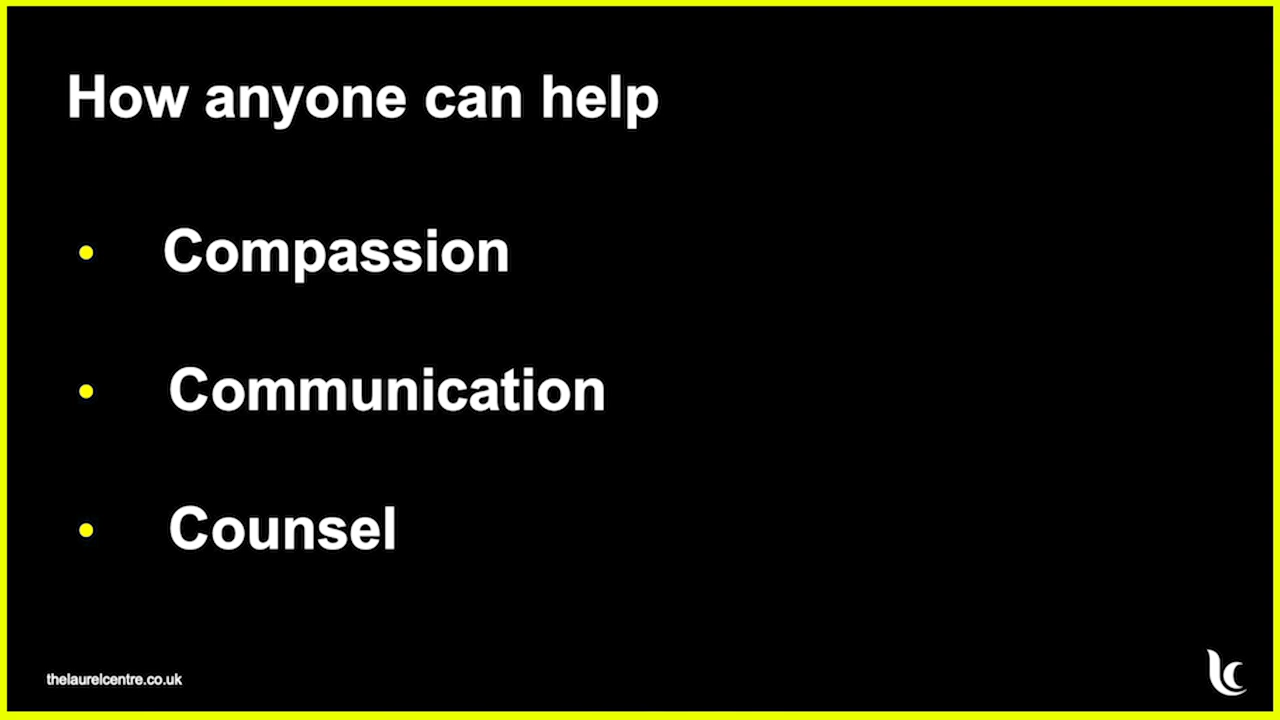 How anyone can help
• Compassion
• Communication
• Counsel
thelaurelcentre.co.uk